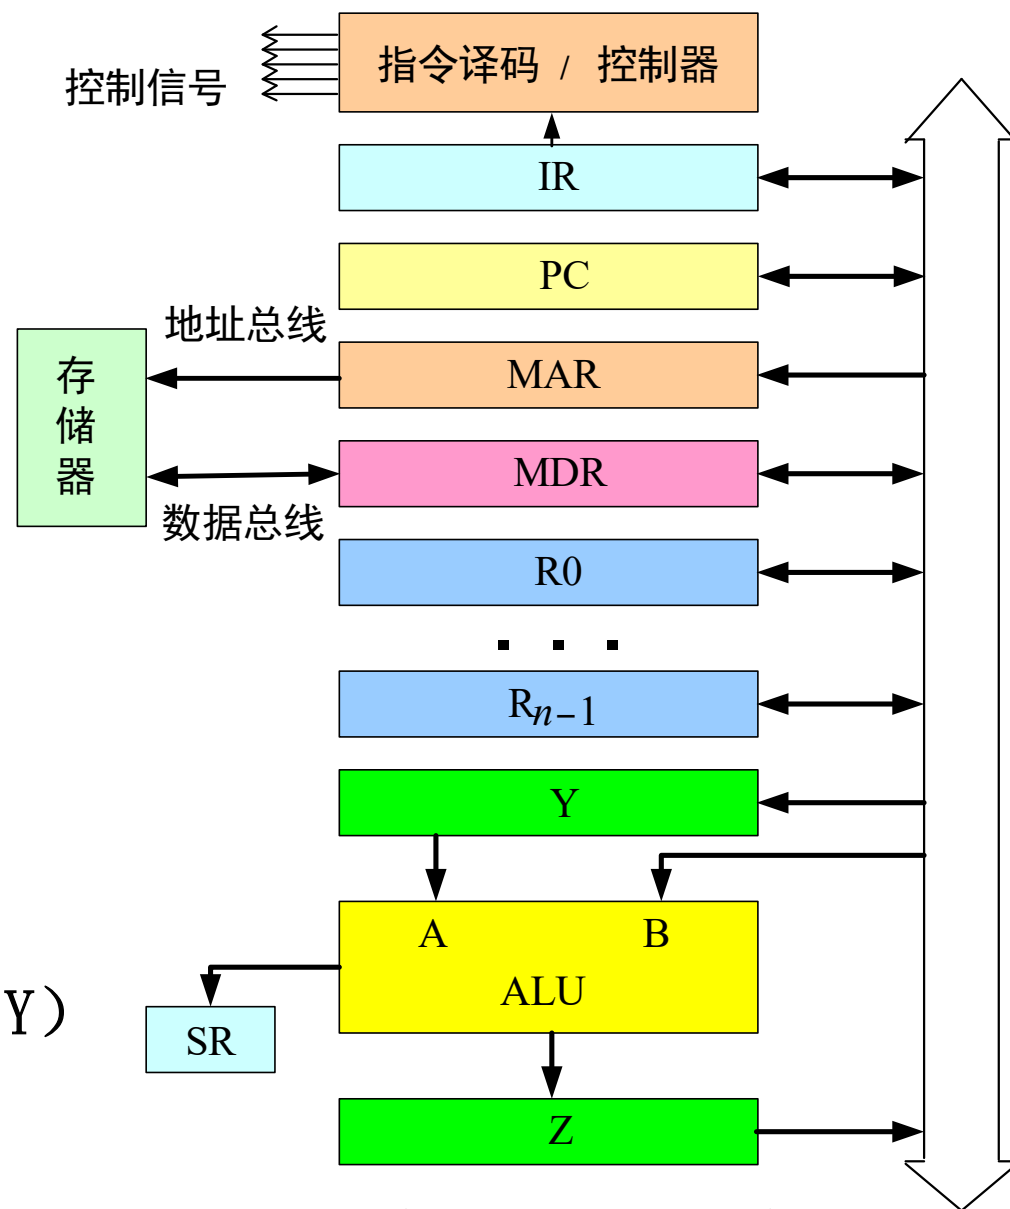 指令译码 / 控制器
控制信号
IR
PC
地址总线
MAR
存储器
MDR
数据总线
R0
. . .
Rn-1
Y
A B
ALU
Y）
SR
Z